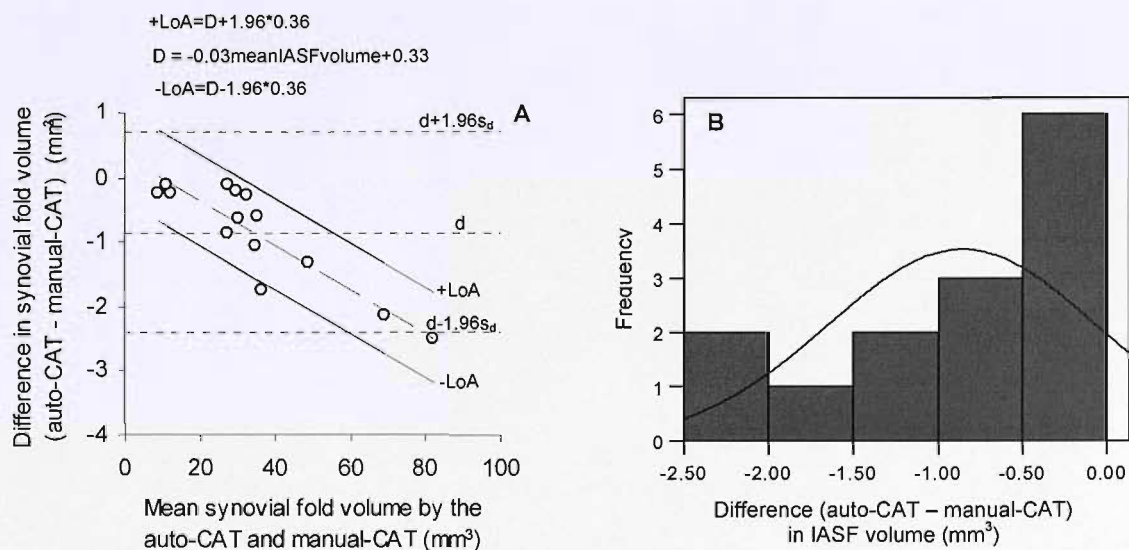 +LoA=D+1.96*0.36
D = -0.03meanIASFvolume+0.33
-LoA=D-1.96*0.36
A
d+1.96s_d
d
+LoA
d-1.96s_d
-LoA
1
0
-1
-2
-3
-4
0 20 40 60 80 100
Difference in synovial fold volume
(auto-CAT - manual-CAT) (mm³)
Mean synovial fold volume by the
auto-CAT and manual-CAT (mm³)
B
6
5
4
3
2
1
0
-2.50 -2.00 -1.50 -1.00 -0.50 0.00
Frequency
Difference (auto-CAT – manual-CAT)
in IASF volume (mm³)